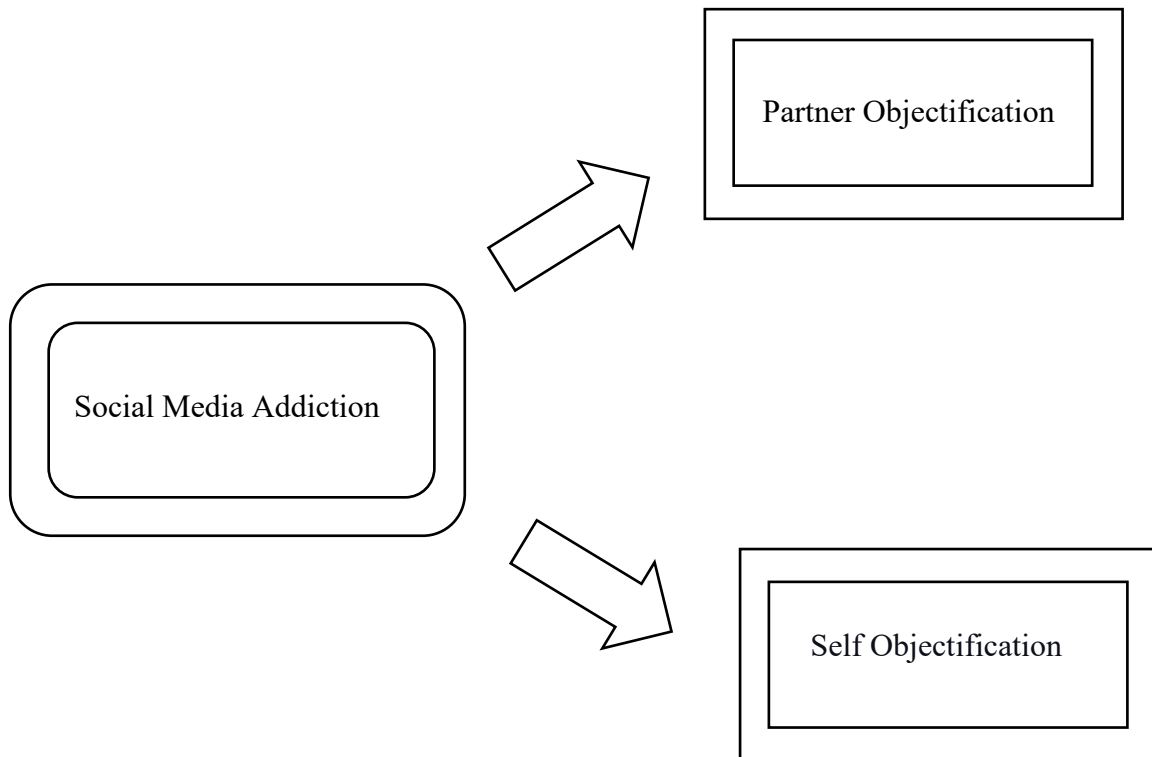 Partner Objectification
Social Media Addiction
Self Objectification